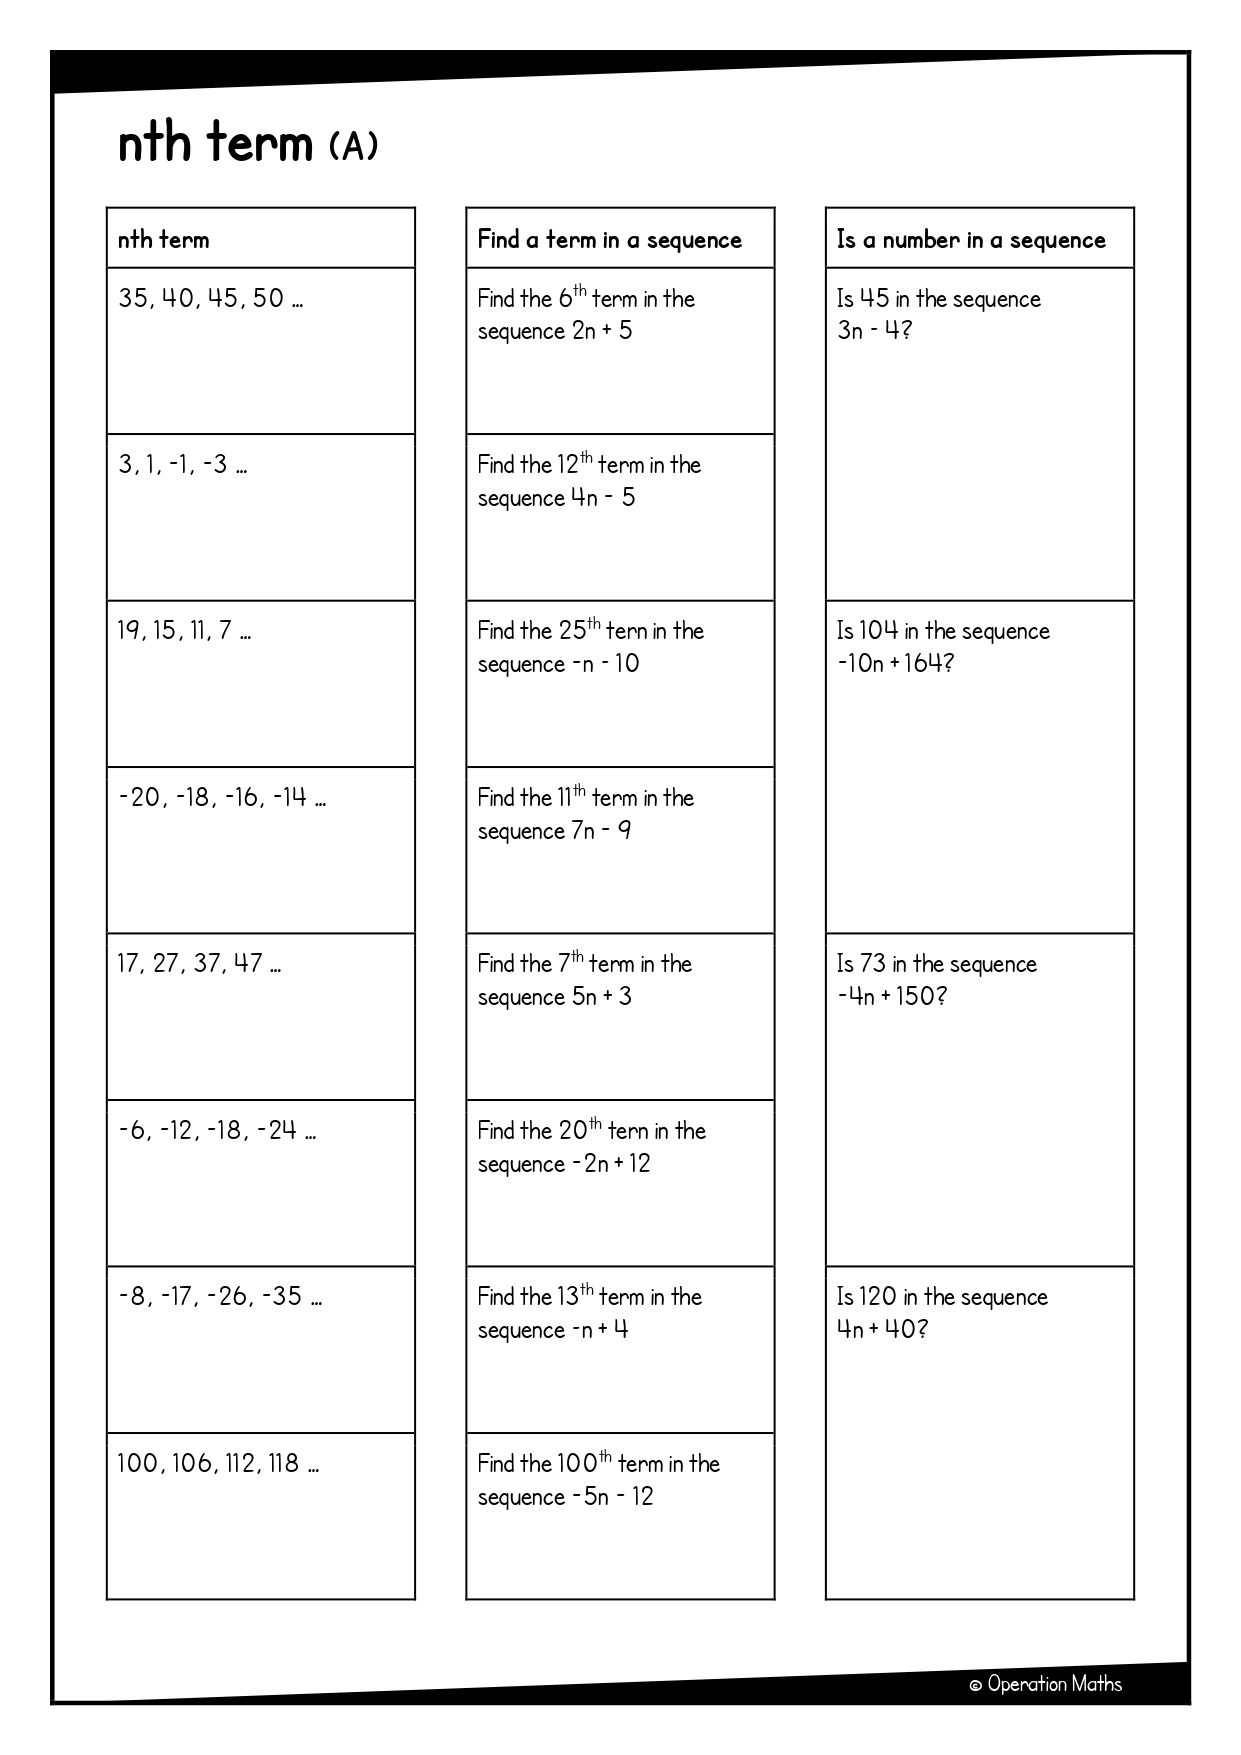 nth term (A)
nth term
35, 40, 45, 50 ...
3, 1, -1, -3 ...
19, 15, 11, 7 ...
-20, -18, -16, -14 ...
17, 27, 37, 47 ...
-6, -12, -18, -24 ...
-8, -17, -26, -35 ...
100, 106, 112, 118 ...
Find a term in a sequence
Find the 6th term in the
sequence 2n + 5
Find the 12th term in the
sequence 4n - 5
Find the 25th tern in the
sequence -n - 10
Find the 11th term in the
sequence 7n - 9
Find the 7th term in the
sequence 5n + 3
Find the 20th tern in the
sequence -2n + 12
Find the 13th term in the
sequence -n + 4
Find the 100th term in the
sequence -5n - 12
Is a number in a sequence
Is 45 in the sequence
3n - 4?
Is 104 in the sequence
-10n + 164?
Is 73 in the sequence
-4n + 150?
Is 120 in the sequence
4n + 40?
© Operation Maths